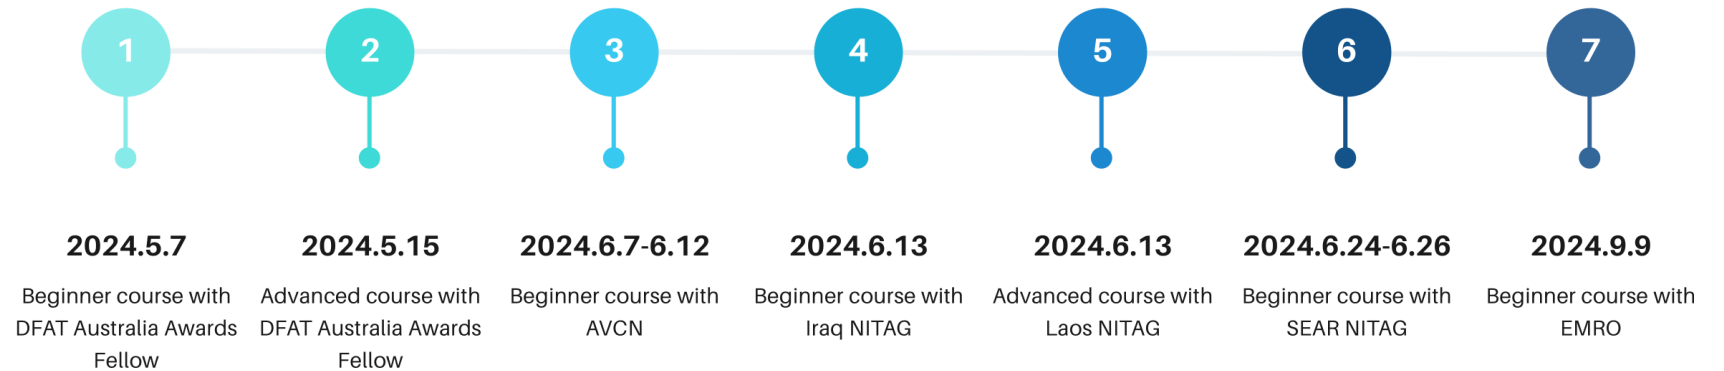 1
2
3
4
5
6
7
2024.5.7
Beginner course with
DFAT Australia Awards
Fellow
2024.5.15
Advanced course with
DFAT Australia Awards
Fellow
2024.6.7-6.12
Beginner course with
AVCN
2024.6.13
Beginner course with
Iraq NITAG
2024.6.13
Advanced course with
Laos NITAG
2024.6.24-6.26
Beginner course with
SEAR NITAG
2024.9.9
Beginner course with
EMRO